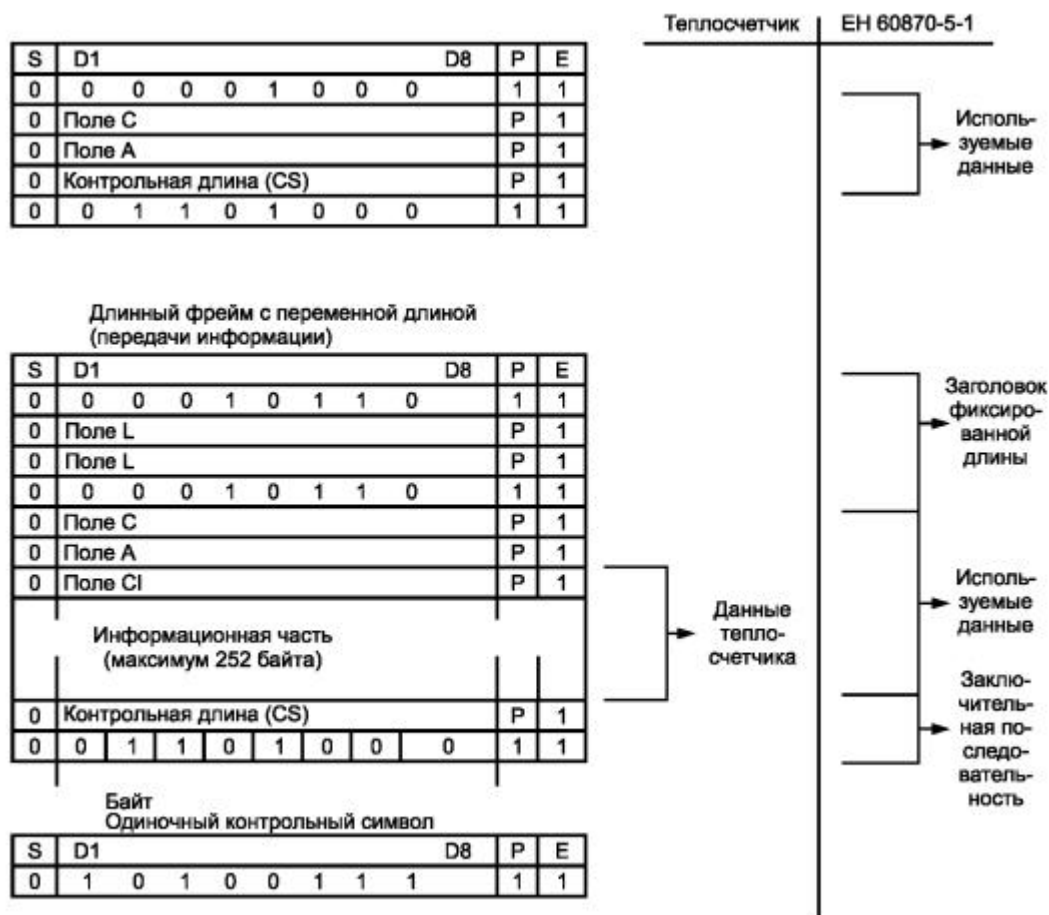 Теплосчетчик ЕН 60870-5-1
S D1 D8 P E
0 0 0 0 0 1 0 0 0 1 1
0 Поле C P 1
0 Поле A P 1
0 Контрольная длина (CS) P 1
0 0 1 1 0 1 0 0 0 1 1
Исполь-
зуемые
данные
Длинный фрейм с переменной длиной
(передачи информации)
S D1 D8 P E
0 0 0 0 1 0 1 1 0 1 1
0 Поле L P 1
0 Поле L P 1
0 0 0 0 1 0 1 1 0 1 1
0 Поле C P 1
0 Поле A P 1
0 Поле CI P 1
Информационная часть
(максимум 252 байта)
0 Контрольная длина (CS) P 1
0 0 1 1 0 1 0 0 0 1 1
Данные
тепло-
счетчика
Заголовок
фиксиро-
ванной
длины
Исполь-
зуемые
данные
Заклю-
читель-
ная по-
следо-
ватель-
ность
Байт
Одиночный контрольный символ
S D1 D8 P E
0 1 0 1 0 0 1 1 1 1 1